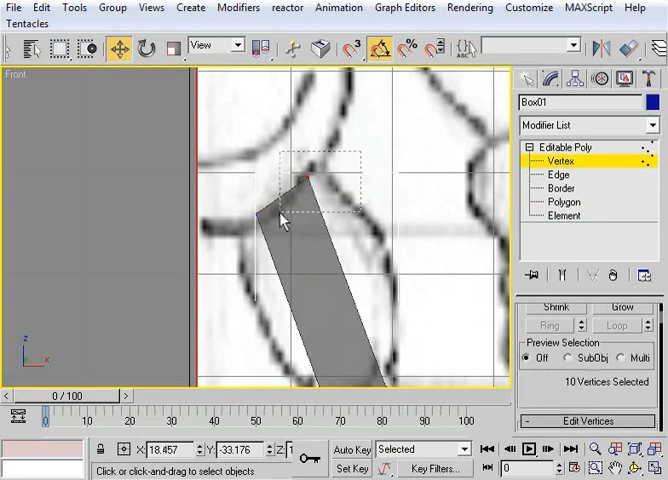 File Edit Tools Group Views Create Modifiers reactor Animation Graph Editors Rendering Customize MAXScript Help
Tentacles
View
3
%
ABC
Front
Box01
Modifier List
Editable Poly
Vertex
Edge
Border
Polygon
Element
Shrink Grow
Ring Loop
Preview Selection
Off SubObj Multi
10 Vertices Selected
- Edit Vertices
z
x
< 0 / 100 >
0 10 20 30 40 50 60 70 80 90 100
X: 18.457 Y: -33.176 Z: 1
Auto Key Selected
Click or click-and-drag to select objects
Set Key Key Filters... 0